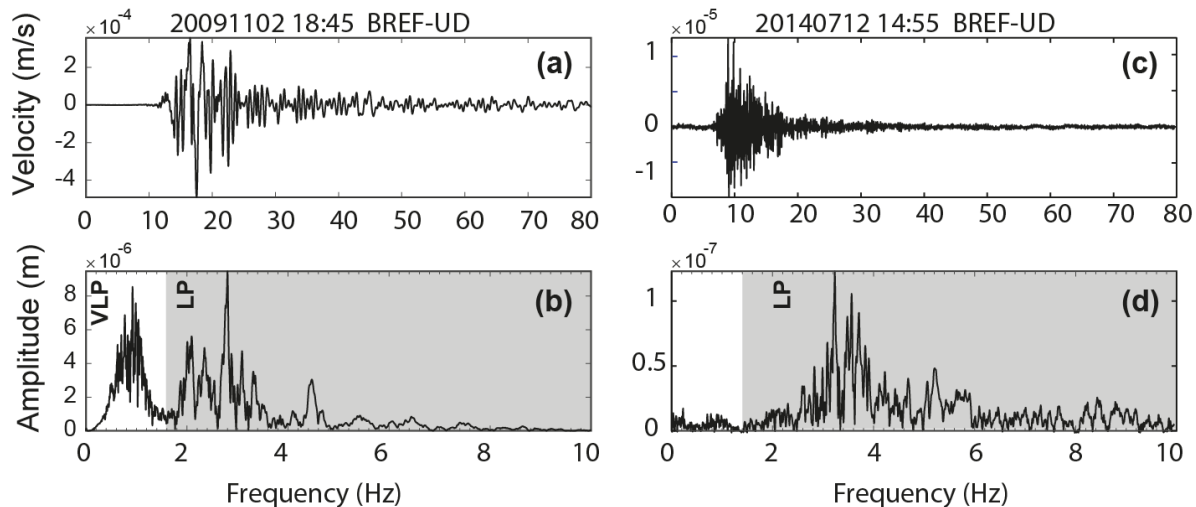 20091102 18:45 BREF-UD
×10⁻⁴
Velocity (m/s)
2
0
-2
-4
(a)
0 10 20 30 40 50 60 70 80
20140712 14:55 BREF-UD
×10⁻⁵
1
0
-1
(c)
0 10 20 30 40 50 60 70 80
×10⁻⁶
Amplitude (m)
8
6
4
2
0
VLP
LP
(b)
0 2 4 6 8 10
Frequency (Hz)
×10⁻⁷
1
0.5
0
LP
(d)
0 2 4 6 8 10
Frequency (Hz)